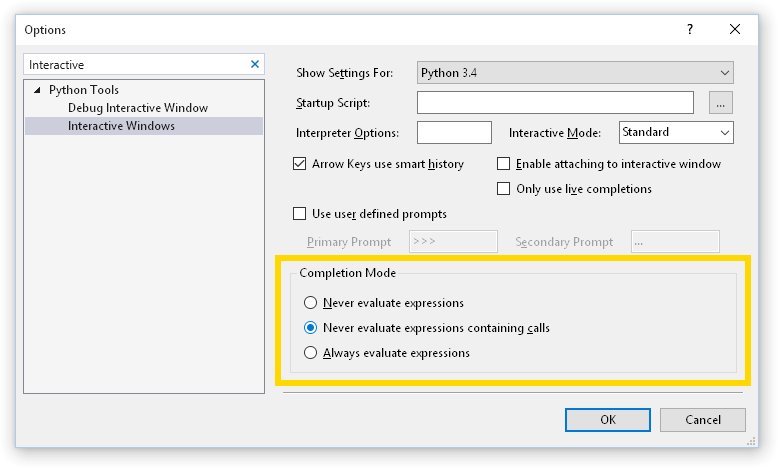 Options
Interactive
Python Tools
Debug Interactive Window
Interactive Windows
Show Settings For: Python 3.4
Startup Script: ...
Interpreter Options: Interactive Mode: Standard
Arrow Keys use smart history Enable attaching to interactive window
Only use live completions
Use user defined prompts
Primary Prompt >>> Secondary Prompt ...
Completion Mode
Never evaluate expressions
Never evaluate expressions containing calls
Always evaluate expressions
OK Cancel